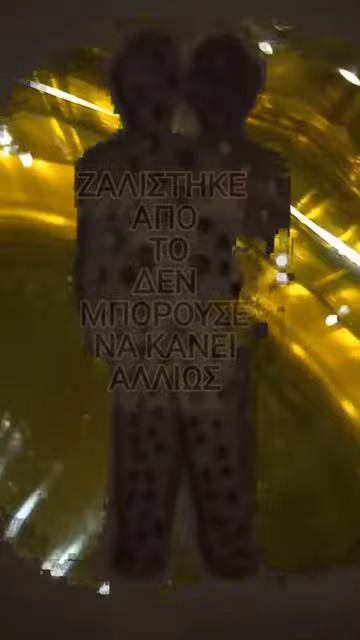 ΖΑΛΙΣΤΗΚΕ
ΑΠΟ
ΤΟ
ΔΕΝ
ΜΠΟΡΟΥΣΕ
ΝΑ ΚΑΝΕΙ
ΑΛΛΙΩΣ